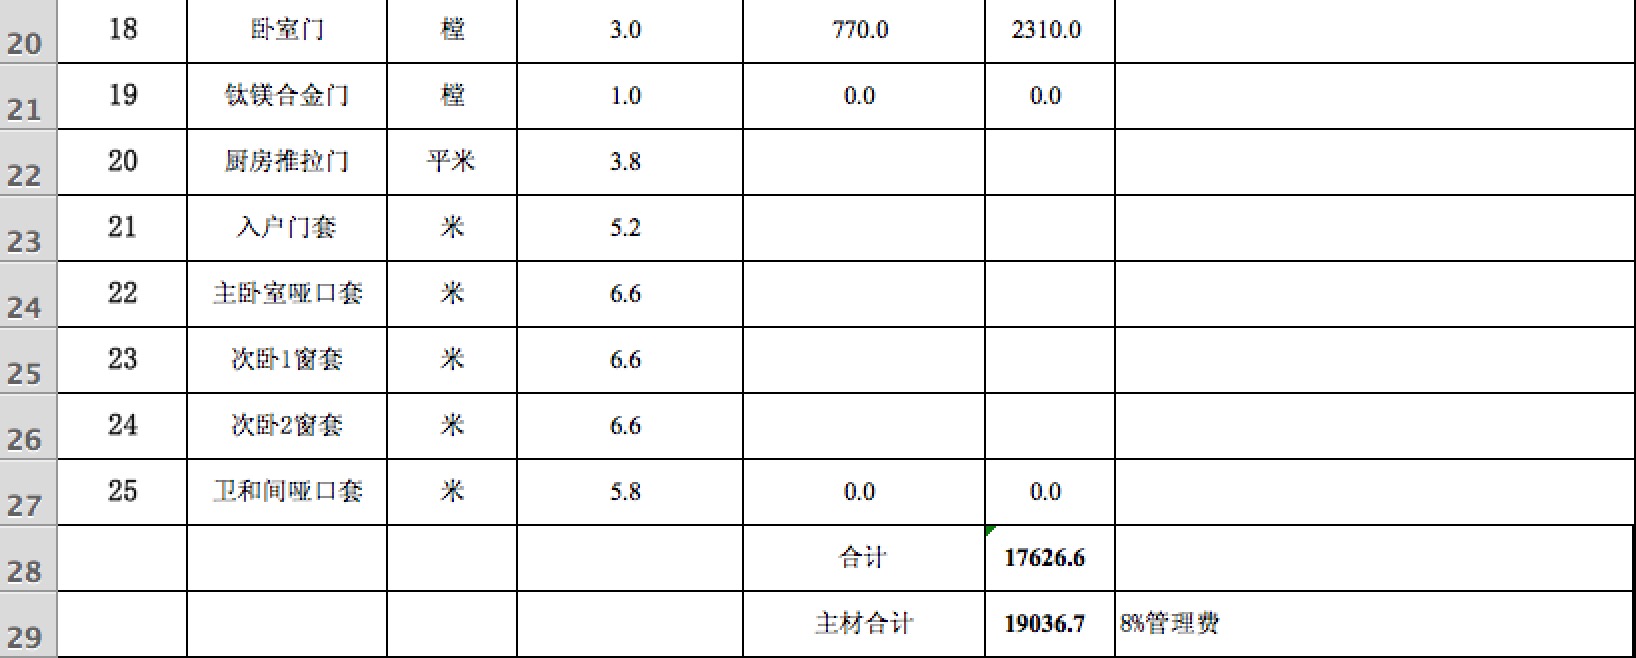 20 18 卧室门 樘 3.0 770.0 2310.0
21 19 钛镁合金门 樘 1.0 0.0 0.0
22 20 厨房推拉门 平米 3.8
23 21 入户门套 米 5.2
24 22 主卧室哑口套 米 6.6
25 23 次卧1窗套 米 6.6
26 24 次卧2窗套 米 6.6
27 25 卫和间哑口套 米 5.8 0.0 0.0
28 合计 17626.6
29 主材合计 19036.7 8%管理费